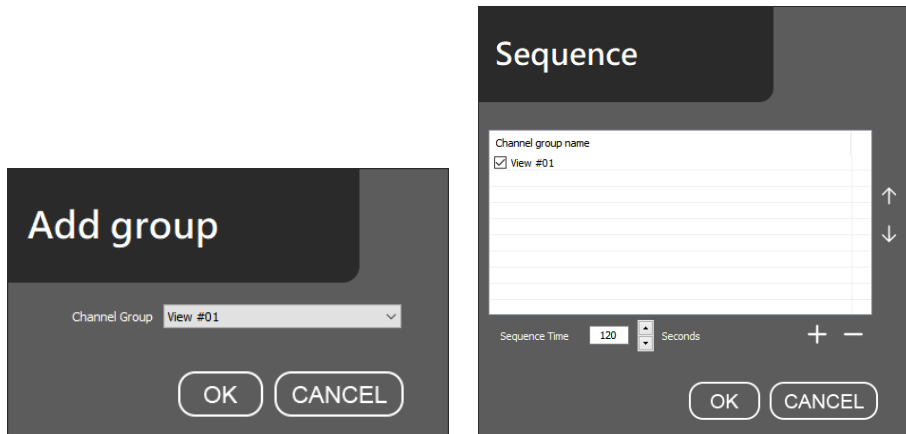 Add group
Channel Group View #01
OK CANCEL
Sequence
Channel group name
View #01
Sequence Time 120 Seconds
OK CANCEL